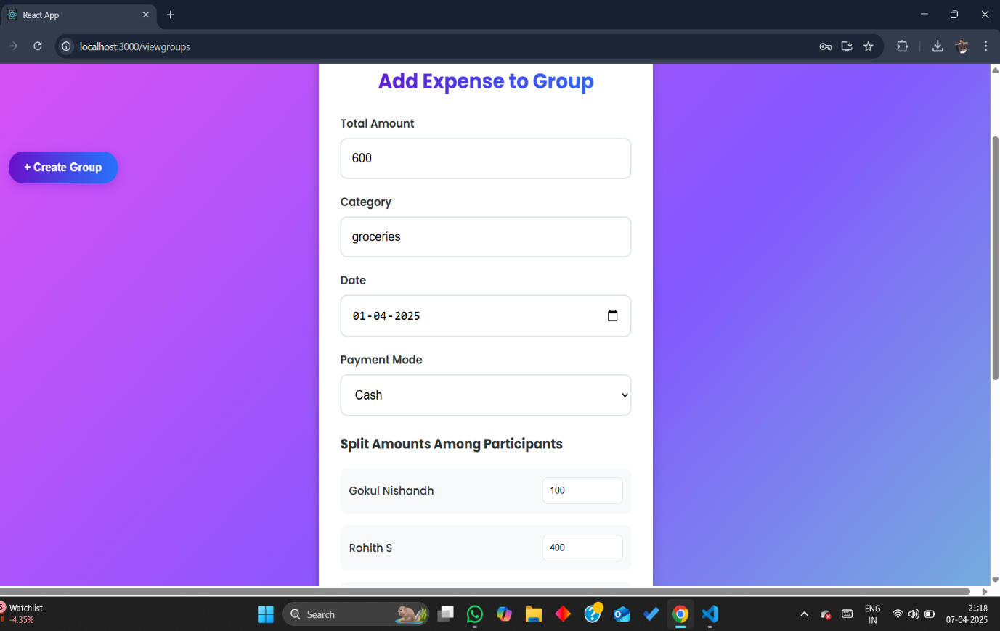 React App
localhost:3000/viewgroups
Add Expense to Group
Total Amount
600
+ Create Group
Category
groceries
Date
01-04-2025
Payment Mode
Cash
Split Amounts Among Participants
Gokul Nishandh
100
Rohith S
400
Watchlist
-4.35%
Search
ENG
IN
21:18
07-04-2025